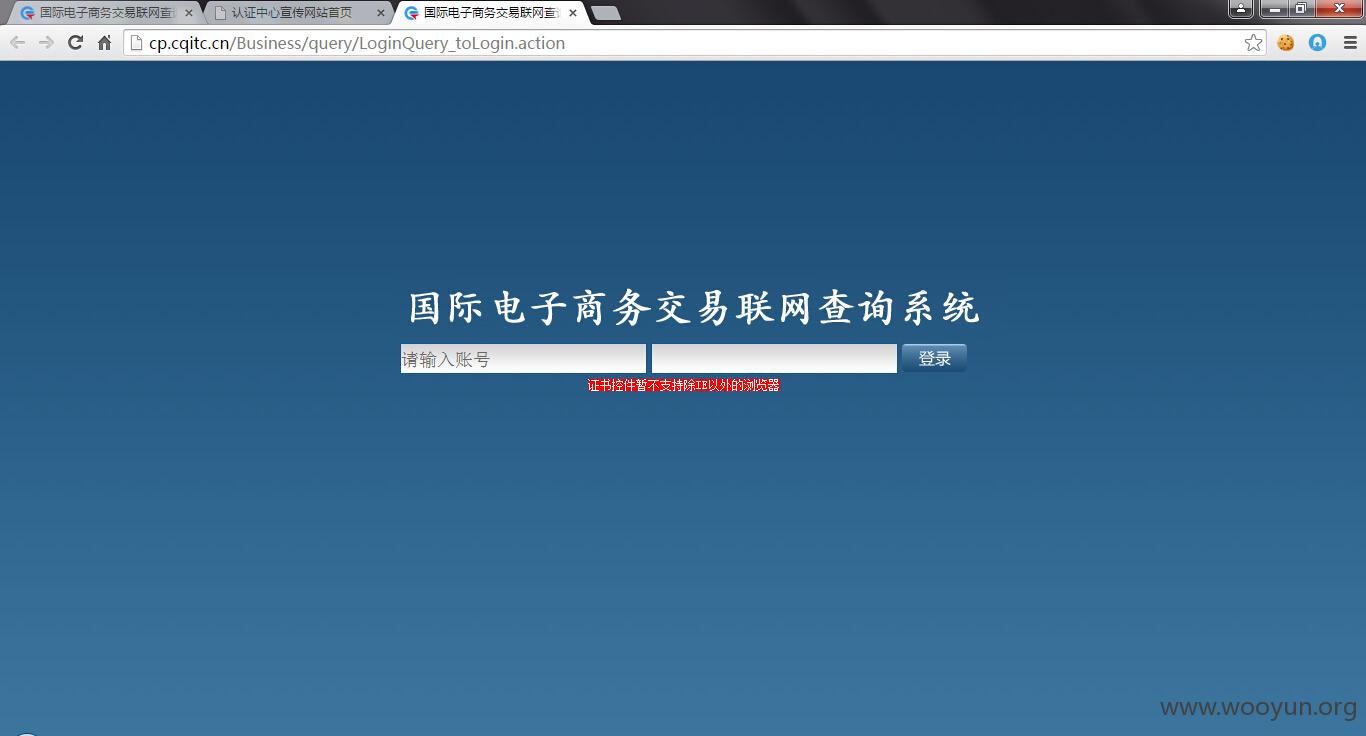 国际电子商务交易联网查
认证中心宣传网站首页
国际电子商务交易联网查
cp.cqitc.cn/Business/query/LoginQuery_toLogin.action
国际电子商务交易联网查询系统
请输入账号
登录
证书控件暂不支持除IE以外的浏览器
www.wooyun.org